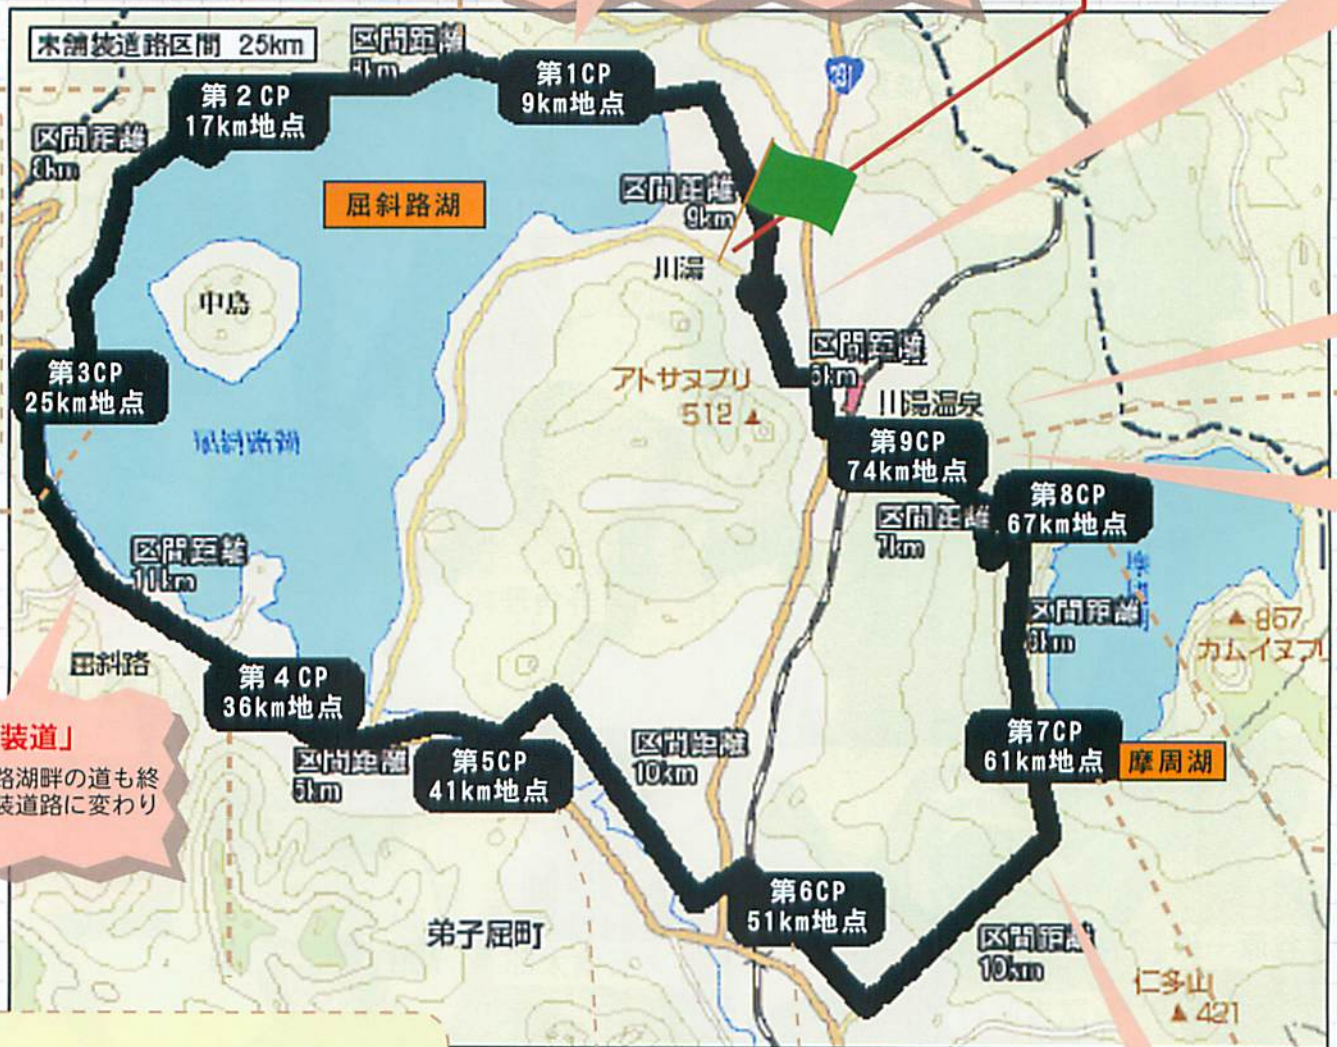 未舗装道路区間 25km
区間距離
8km
第1CP
9km地点
231
第２CP
17km地点
区間距離
8km
屈斜路湖
区間距離
9km
川湯
中島
第3CP
25km地点
区間距離
5km
アトサヌプリ
512
川湯温泉
屈斜路湖
第9CP
74km地点
第8CP
67km地点
区間距離
7km
区間距離
11km
区間距離
6km
857
カムイヌプ
屈斜路
第４CP
36km地点
装道」
路湖畔の道も終
装道路に変わり
区間距離
5km
第5CP
41km地点
区間距離
10km
第7CP
61km地点
摩周湖
第6CP
51km地点
弟子屈町
区間距離
10km
仁多山
421